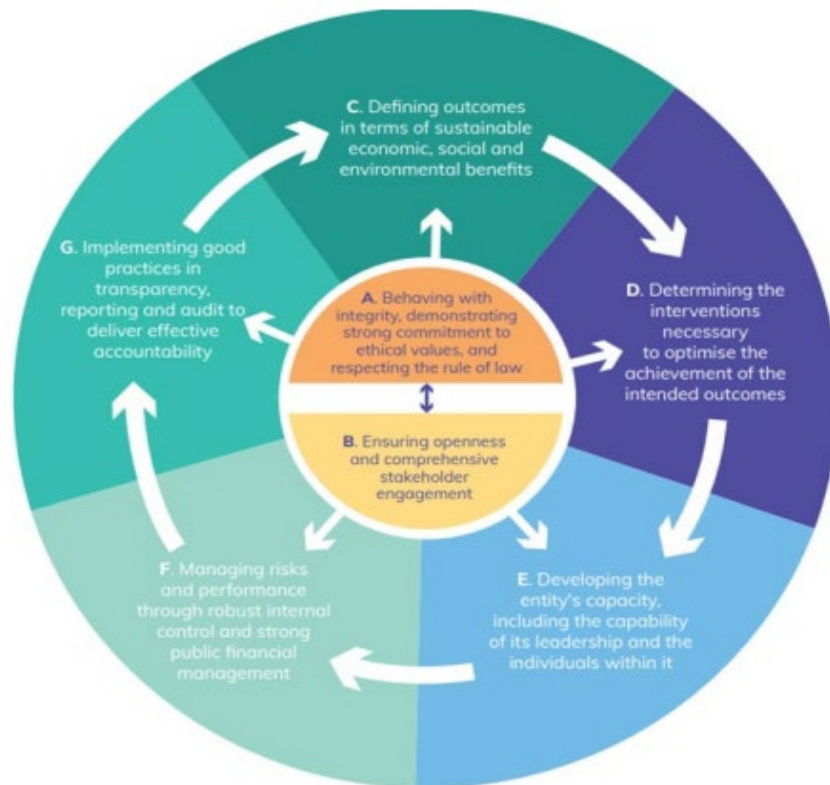 C. Defining outcomes
in terms of sustainable
economic, social and
environmental benefits
G. Implementing good
practices in
transparency,
reporting and audit to
deliver effective
accountability
A. Behaving with
integrity, demonstrating
strong commitment to
ethical values, and
respecting the rule of law
D. Determining the
interventions
necessary
to optimise the
achievement of the
intended outcomes
B. Ensuring openness
and comprehensive
stakeholder
engagement
F. Managing risks
and performance
through robust internal
control and strong
public financial
management
E. Developing the
entity's capacity,
including the capability
of its leadership and the
individuals within it